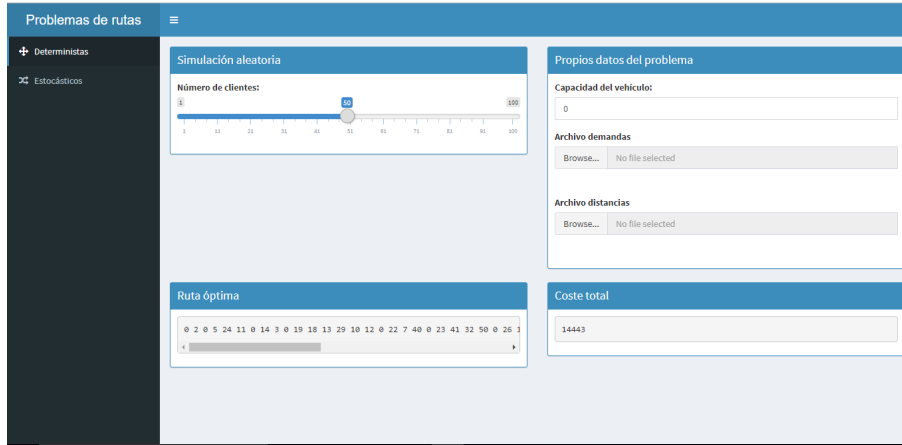 Problemas de rutas
Deterministas
Estocásticos
Simulación aleatoria
Número de clientes:
1 50 100
1 11 21 31 41 51 61 71 81 91 100
Propios datos del problema
Capacidad del vehículo:
0
Archivo demandas
Browse... No file selected
Archivo distancias
Browse... No file selected
Ruta óptima
0 2 0 5 24 11 0 14 3 0 19 18 13 29 10 12 0 22 7 40 0 23 41 32 50 0 26
Coste total
14443